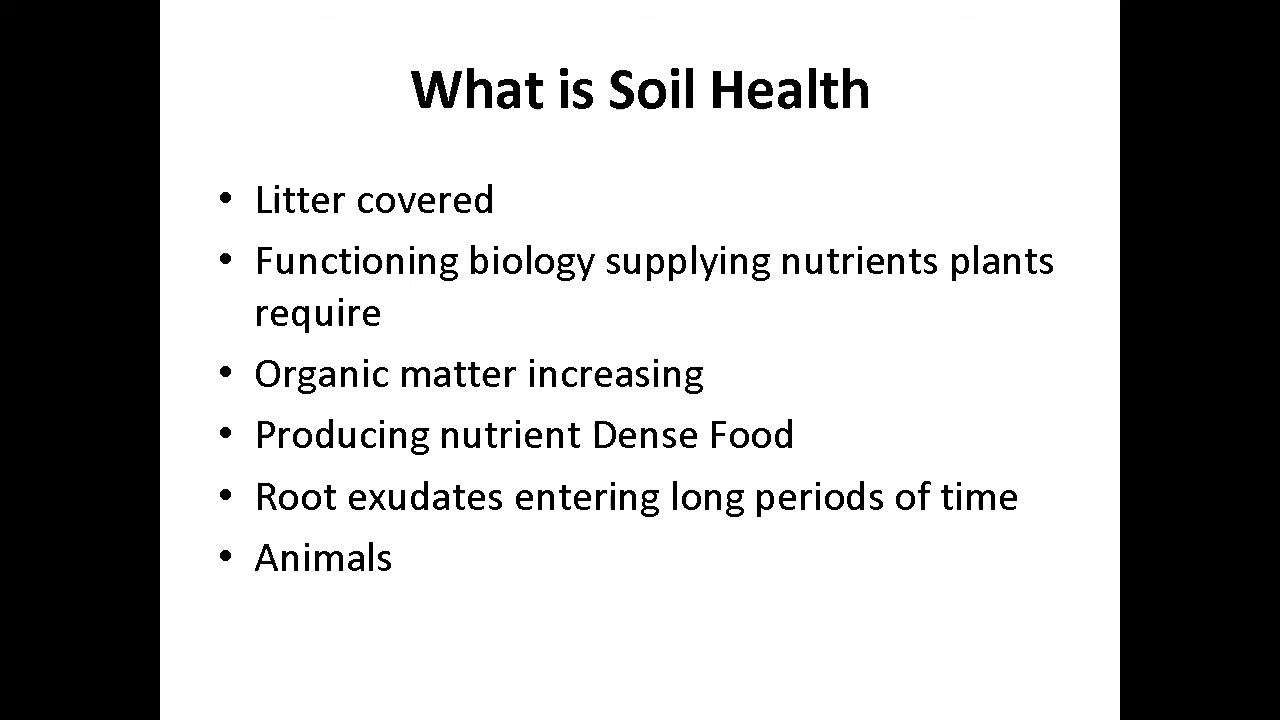 What is Soil Health
• Litter covered
• Functioning biology supplying nutrients plants
require
• Organic matter increasing
• Producing nutrient Dense Food
• Root exudates entering long periods of time
• Animals